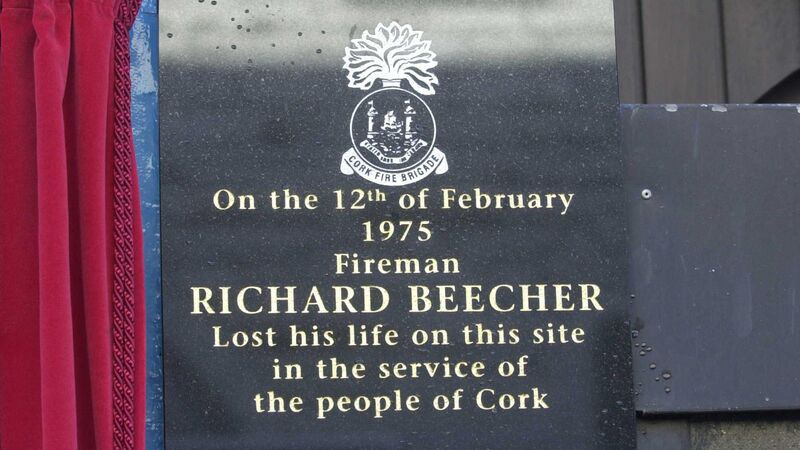 CORK FIRE BRIGADE
On the 12th of February
1975
Fireman
RICHARD BEECHER
Lost his life on this site
in the service of
the people of Cork